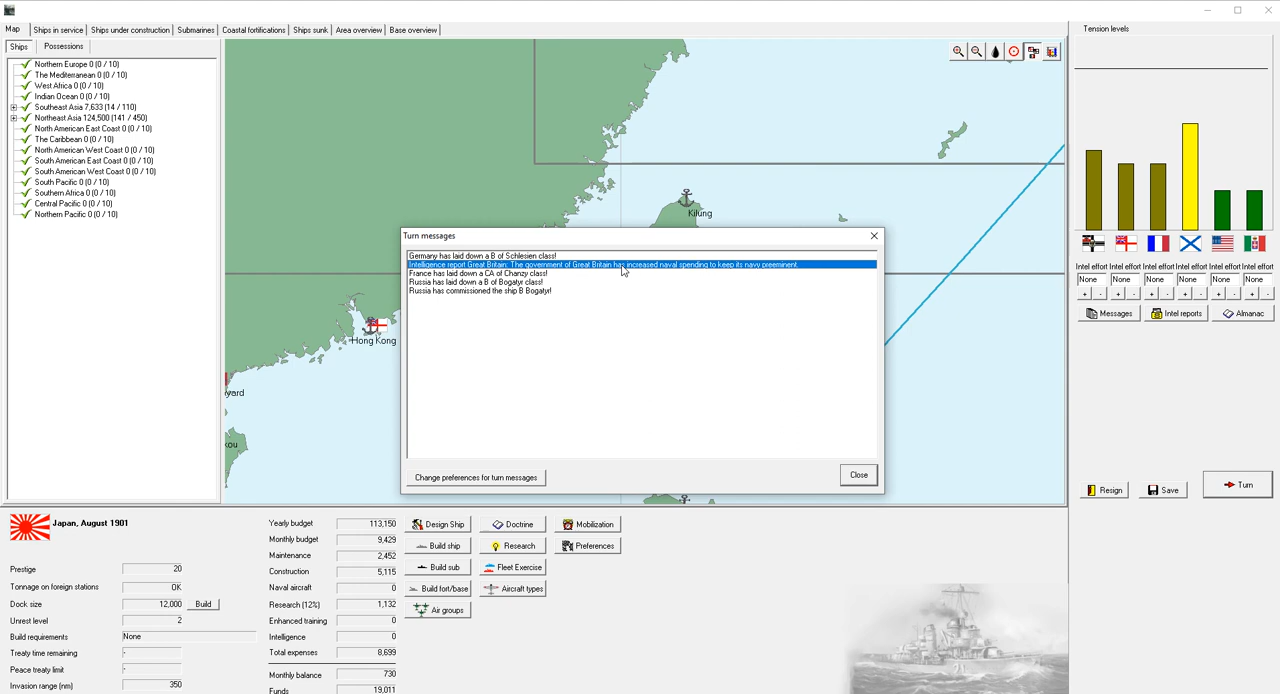 Map Ships in service Ships under construction Submarines Coastal fortifications Ships sunk Area overview Base overview
Ships Possessions
Northern Europe 0 (0 / 10)
The Mediterranean 0 (0 / 10)
West Africa 0 (0 / 10)
Indian Ocean 0 (0 / 10)
Southeast Asia 7,633 (14 / 110)
Northeast Asia 124,500 (141 / 450)
North American East Coast 0 (0 / 10)
The Caribbean 0 (0 / 10)
North American West Coast 0 (0 / 10)
South American East Coast 0 (0 / 10)
South American West Coast 0 (0 / 10)
South Pacific 0 (0 / 10)
Southern Africa 0 (0 / 10)
Central Pacific 0 (0 / 10)
Northern Pacific 0 (0 / 10)
Kilung
Hong Kong
yard
kou
Turn messages
Germany has laid down a B of Schlesien class!
Intelligence report Great Britain: The government of Great Britain has increased naval spending to keep its navy preeminent.
France has laid down a CA of Chanzy class!
Russia has laid down a B of Bogatyr class!
Russia has commissioned the ship B Bogatyr!
Change preferences for turn messages
Close
Tension levels
Intel effort Intel effort Intel effort Intel effort Intel effort Intel effort
None None None None None None
+ - + - + - + - + - + -
Messages Intel reports Almanac
Resign Save Turn
Japan, August 1901
Prestige 20
Tonnage on foreign stations OK
Dock size 12,000 Build
Unrest level 2
Build requirements None
Treaty time remaining -
Peace treaty limit -
Invasion range (nm) 350
Yearly budget 113,150
Monthly budget 9,429
Maintenance 2,452
Construction 5,115
Naval aircraft 0
Research (12%) 1,132
Enhanced training 0
Intelligence 0
Total expenses 8,699
Monthly balance 730
Funds 19,011
Design Ship Doctrine Mobilization
Build ship Research Preferences
Build sub Fleet Exercise
Build fort/base Aircraft types
Air groups